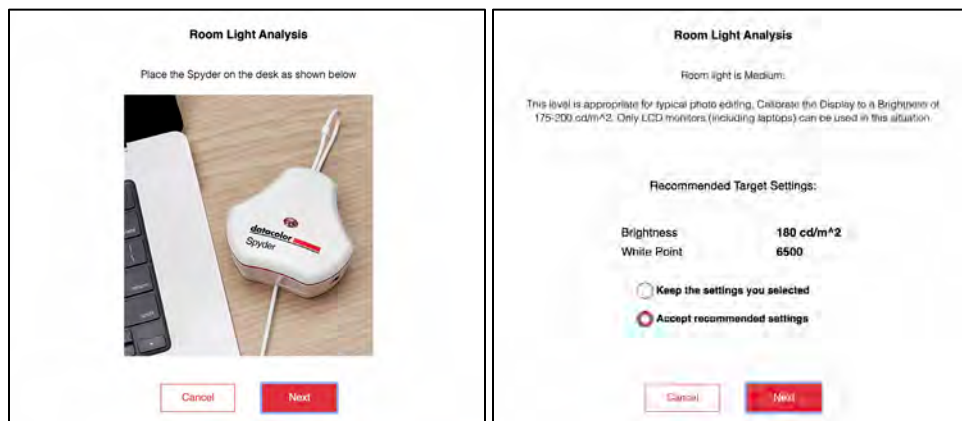 Room Light Analysis
Place the Spyder on the desk as shown below
datacolor
Spyder
Cancel
Next
Room Light Analysis
Room light is Medium:
This level is appropriate for typical photo editing. Calibrate the Display to a Brightness of
175-200 cd/m^2. Only LCD monitors (including laptops) can be used in this situation
Recommended Target Settings:
Brightness 180 cd/m^2
White Point 6500
Keep the settings you selected
Accept recommended settings
Cancel
Next